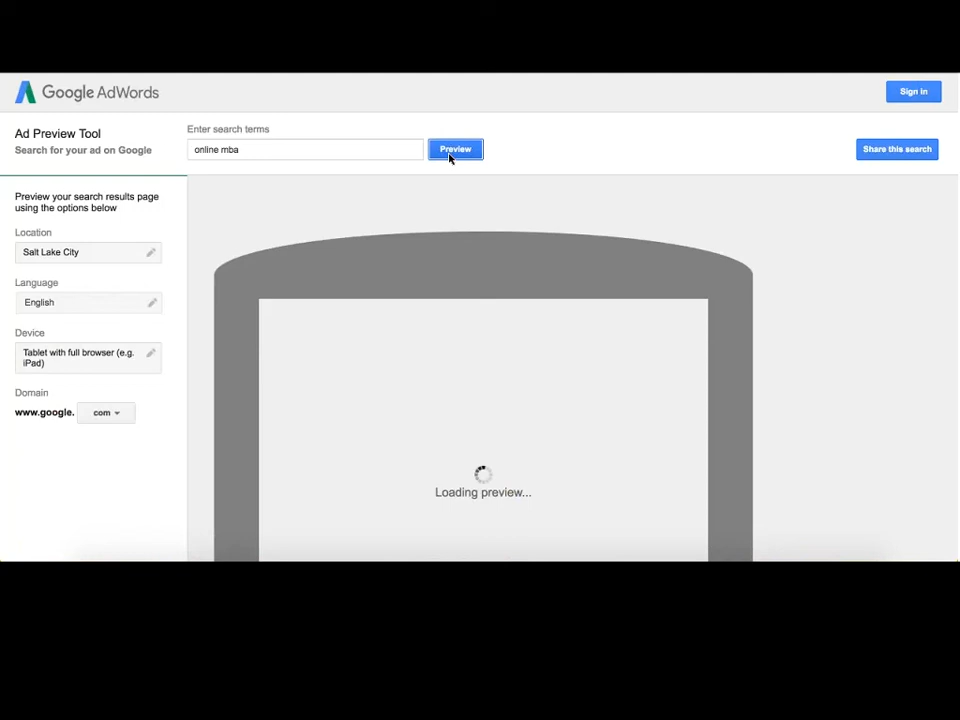 Google AdWords
Sign in
Ad Preview Tool
Search for your ad on Google
Enter search terms
online mba
Preview
Share this search
Preview your search results page
using the options below
Location
Salt Lake City
Language
English
Device
Tablet with full browser (e.g.
iPad)
Domain
www.google. com
Loading preview...